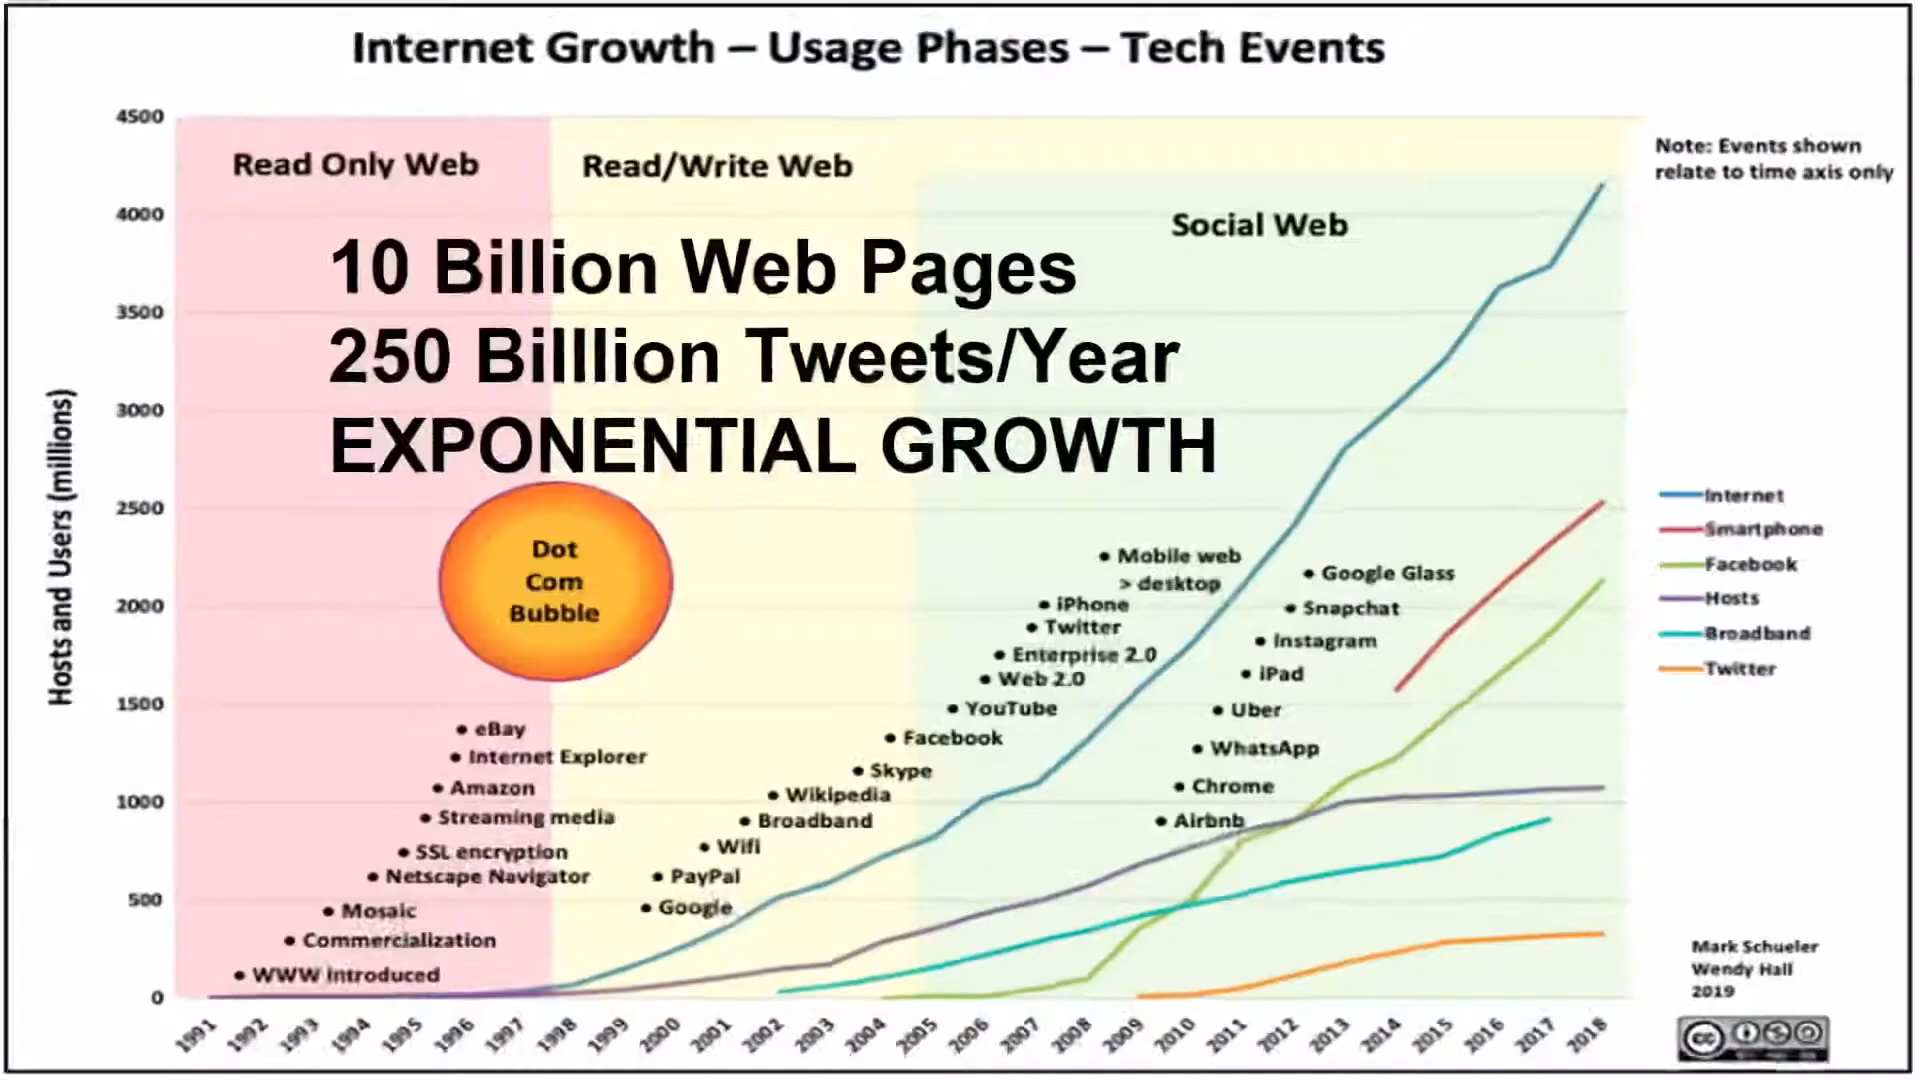 Internet Growth – Usage Phases – Tech Events
4500
4000
3500
3000
2500
2000
1500
1000
500
0
Hosts and Users (millions)
Read Only Web
Read/Write Web
Social Web
Note: Events shown
relate to time axis only
10 Billion Web Pages
250 Billlion Tweets/Year
EXPONENTIAL GROWTH
Dot
Com
Bubble
eBay
Internet Explorer
Amazon
Streaming media
SSL encryption
Netscape Navigator
Mosaic
Commercialization
WWW introduced
Mobile web
> desktop
iPhone
Twitter
Enterprise 2.0
Web 2.0
YouTube
Facebook
Skype
Wikipedia
Broadband
Wifi
PayPal
Google
Google Glass
Snapchat
Instagram
iPad
Uber
WhatsApp
Chrome
Airbnb
Internet
Smartphone
Facebook
Hosts
Broadband
Twitter
Mark Schueler
Wendy Hall
2019
cc
1991 1992 1993 1994 1995 1996 1997 1998 1999 2000 2001 2002 2003 2004 2005 2006 2007 2008 2009 2010 2011 2012 2013 2014 2015 2016 2017 2018